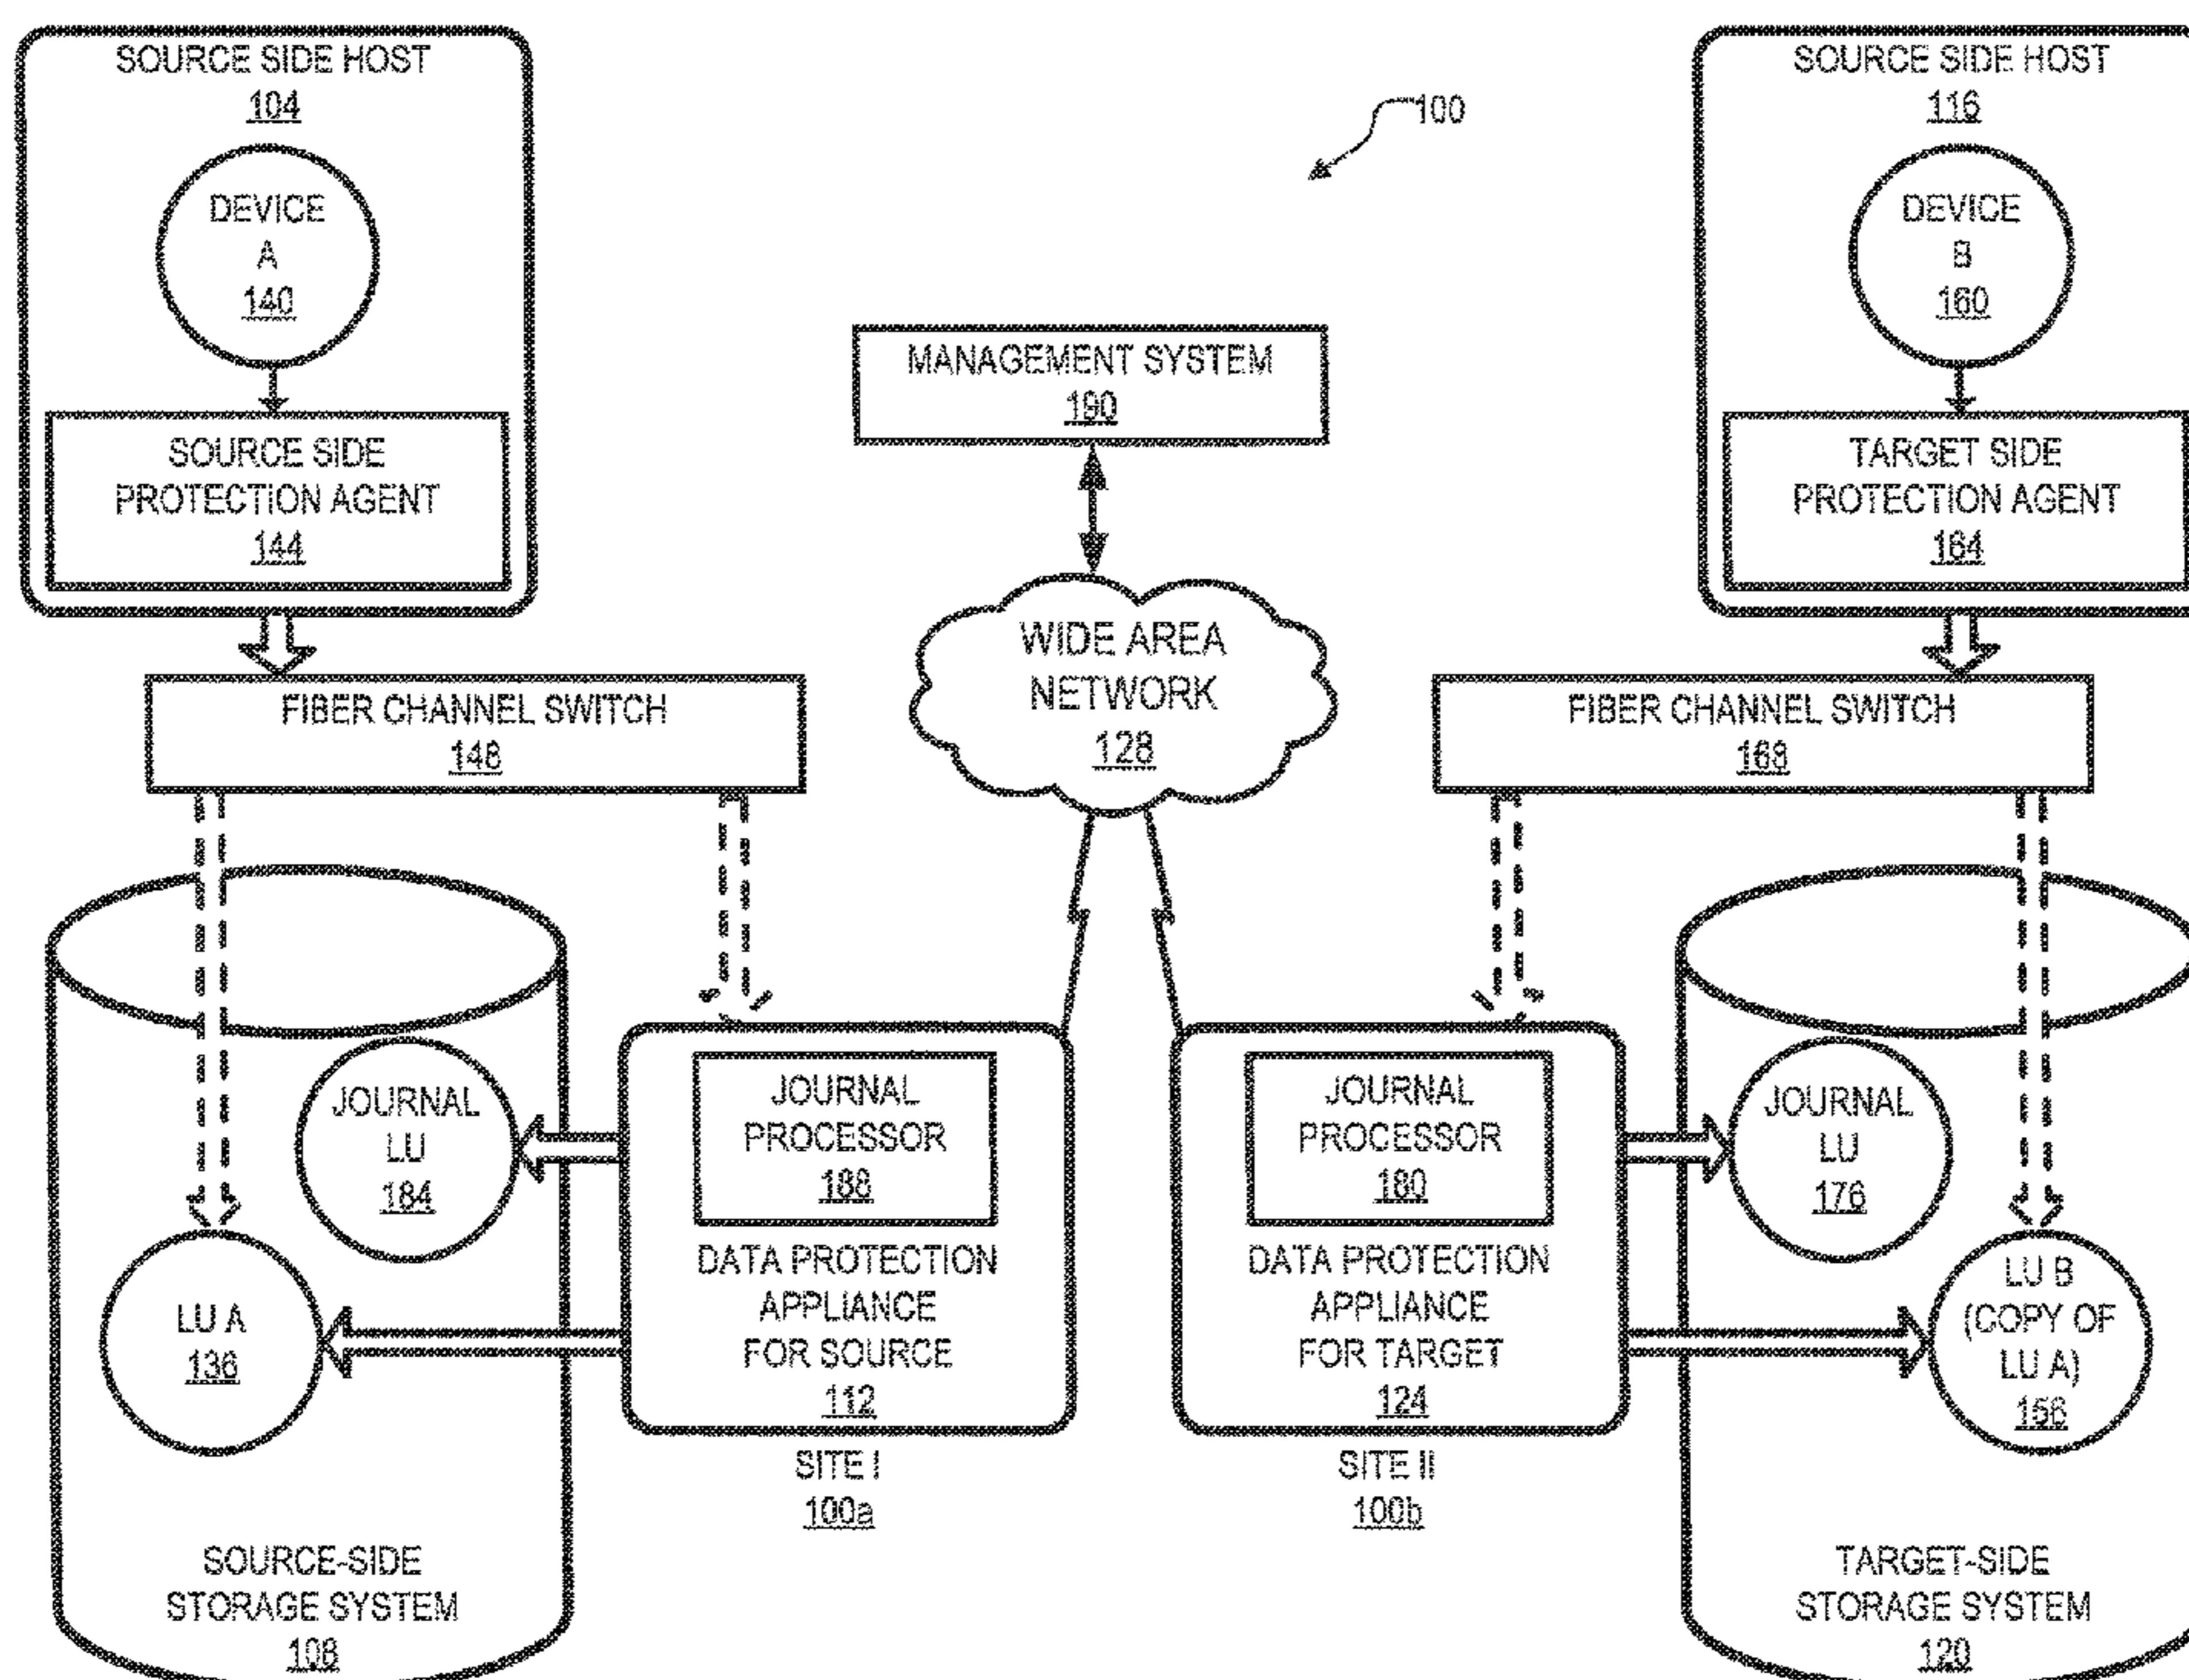 SOURCE SIDE HOST
104
DEVICE
A
140
SOURCE SIDE
PROTECTION AGENT
144
100
SOURCE SIDE HOST
116
DEVICE
B
160
TARGET SIDE
PROTECTION AGENT
164
MANAGEMENT SYSTEM
190
WIDE AREA
NETWORK
128
FIBER CHANNEL SWITCH
148
FIBER CHANNEL SWITCH
168
JOURNAL
LU
184
LU A
136
SOURCE-SIDE
STORAGE SYSTEM
108
JOURNAL
PROCESSOR
188
DATA PROTECTION
APPLIANCE
FOR SOURCE
112
SITE I
100a
JOURNAL
PROCESSOR
180
DATA PROTECTION
APPLIANCE
FOR TARGET
124
SITE II
100b
JOURNAL
LU
176
LU B
(COPY OF
LU A)
156
TARGET-SIDE
STORAGE SYSTEM
120